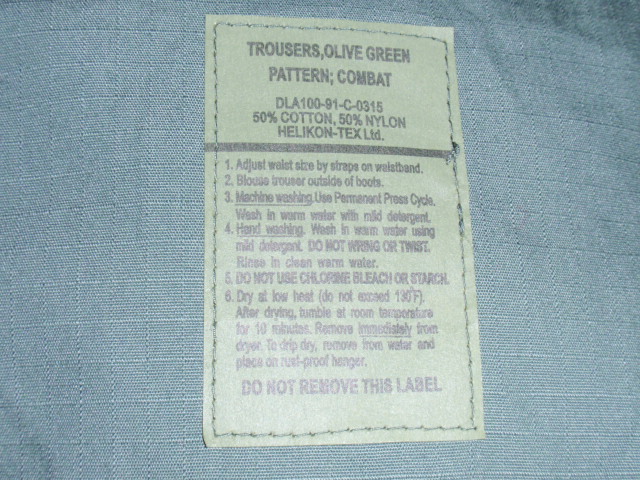 TROUSERS,OLIVE GREEN
PATTERN; COMBAT
DLA100-91-C-0315
50% COTTON, 50% NYLON
HELIKON-TEX Ltd.
1. Adjust waist size by straps on waistband.
2. Blouse trouser outside of boots.
3. Machine washing.Use Permanent Press Cycle.
Wash in warm water with mild detergent.
4. Hand washing. Wash in warm water using
mild detergent. DO NOT WRING OR TWIST.
Rinse in clean warm water.
5. DO NOT USE CHLORINE BLEACH OR STARCH.
6. Dry at low heat (do not exceed 130°F).
After drying, tumble at room temperature
for 10 minutes. Remove immediately from
dryer. To drip dry, remove from water and
place on rust-proof hanger.
DO NOT REMOVE THIS LABEL